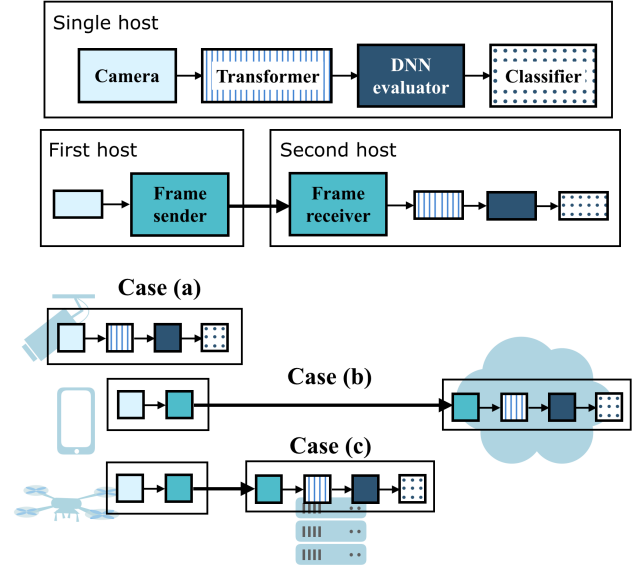 Single host
Camera
Transformer
DNN
evaluator
Classifier
First host
Second host
Frame
sender
Frame
receiver
Case (a)
Case (b)
Case (c)